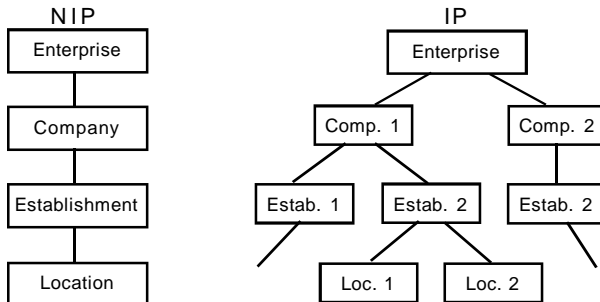 NIP
IP
Enterprise
Enterprise
Company
Comp. 1
Comp. 2
Establishment
Estab. 1
Estab. 2
Estab. 2
Location
Loc. 1
Loc. 2